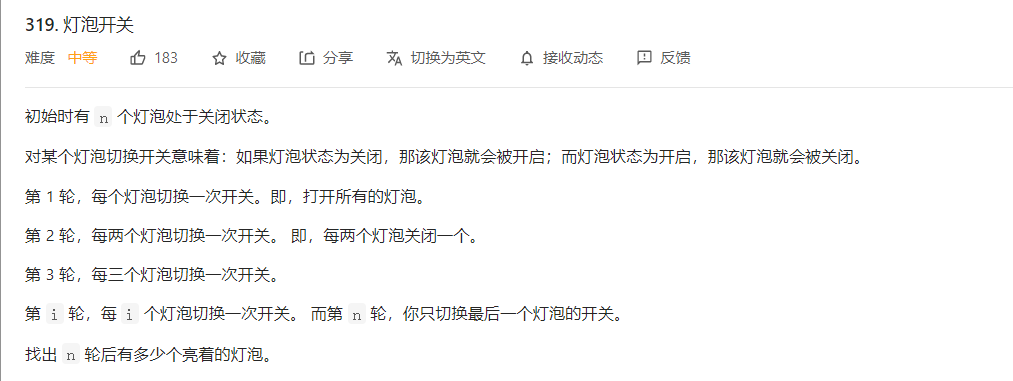 319. 灯泡开关
难度 中等 183 收藏 分享 切换为英文 接收动态 反馈
初始时有 n 个灯泡处于关闭状态。
对某个灯泡切换开关意味着：如果灯泡状态为关闭，那该灯泡就会被开启；而灯泡状态为开启，那该灯泡就会被关闭。
第 1 轮，每个灯泡切换一次开关。即，打开所有的灯泡。
第 2 轮，每两个灯泡切换一次开关。 即，每两个灯泡关闭一个。
第 3 轮，每三个灯泡切换一次开关。
第 i 轮，每 i 个灯泡切换一次开关。 而第 n 轮，你只切换最后一个灯泡的开关。
找出 n 轮后有多少个亮着的灯泡。